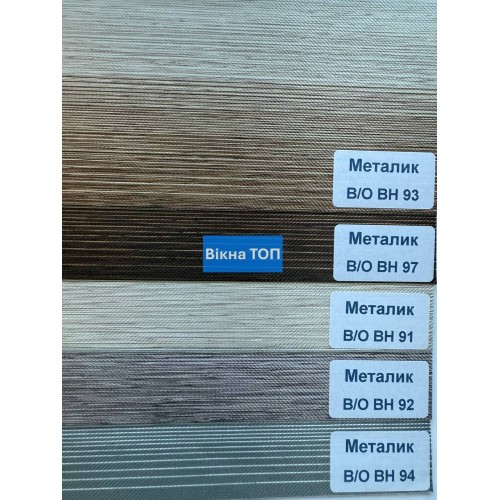 Металик
В/О ВН 93
Металик
В/О ВН 97
Вікна ТОП
Металик
В/О ВН 91
Металик
В/О ВН 92
Металик
В/О ВН 94